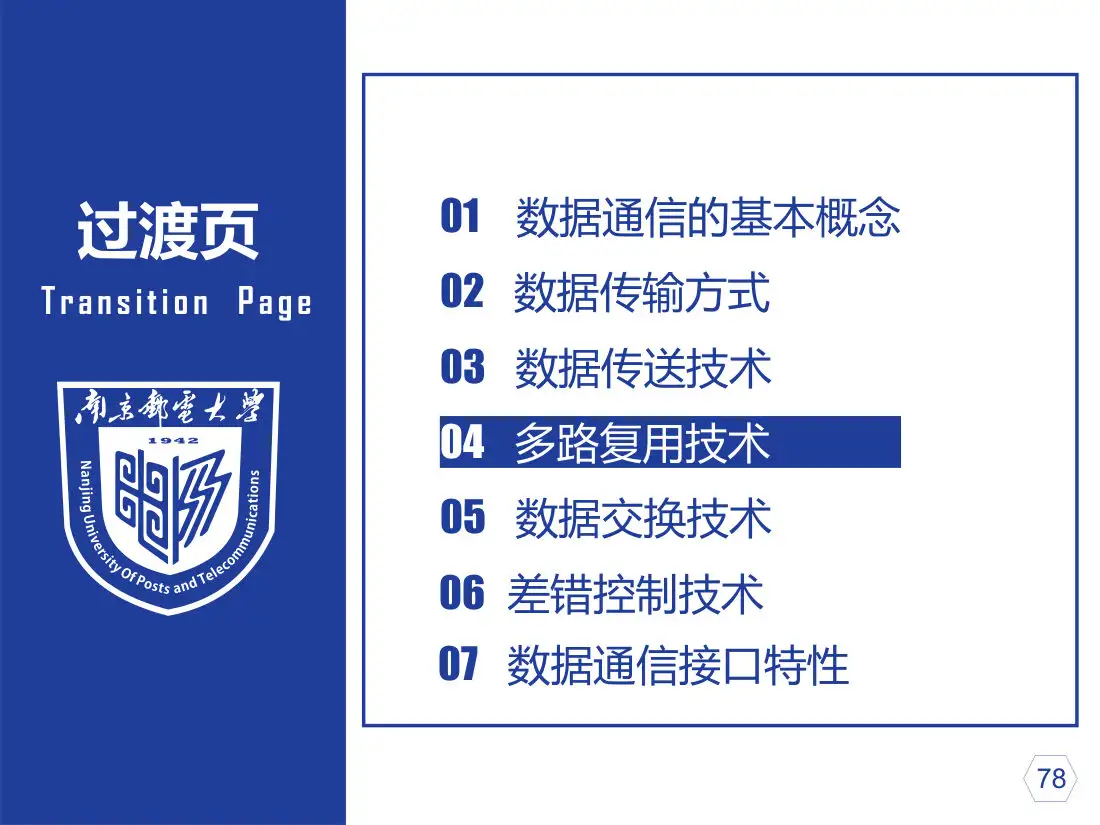 过渡页
Transition Page
南京郵電大學
1942
Nanjing University Of Posts and Telecommunications
01 数据通信的基本概念
02 数据传输方式
03 数据传送技术
04 多路复用技术
05 数据交换技术
06 差错控制技术
07 数据通信接口特性
78